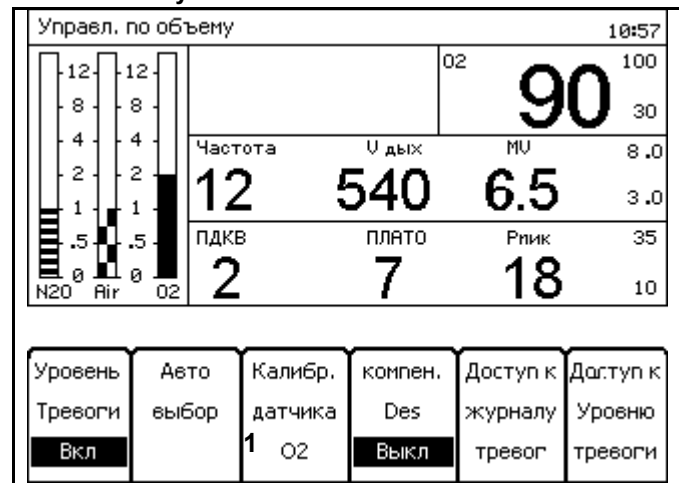 Управл. по объему 10:57
12 12
8 8
4 4
2 2
1 1
.5 .5
0 0
N2O Air O2
O2 90 100
30
Частота V дых MV 8.0
12 540 6.5 3.0
ПДКВ ПЛАТО Рпик 35
2 7 18 10
Уровень Тревоги Вкл
Авто выбор
Калибр. датчика O2
1
компен. Des Выкл
Доступ к журналу тревог
Доступ к Уровню тревоги